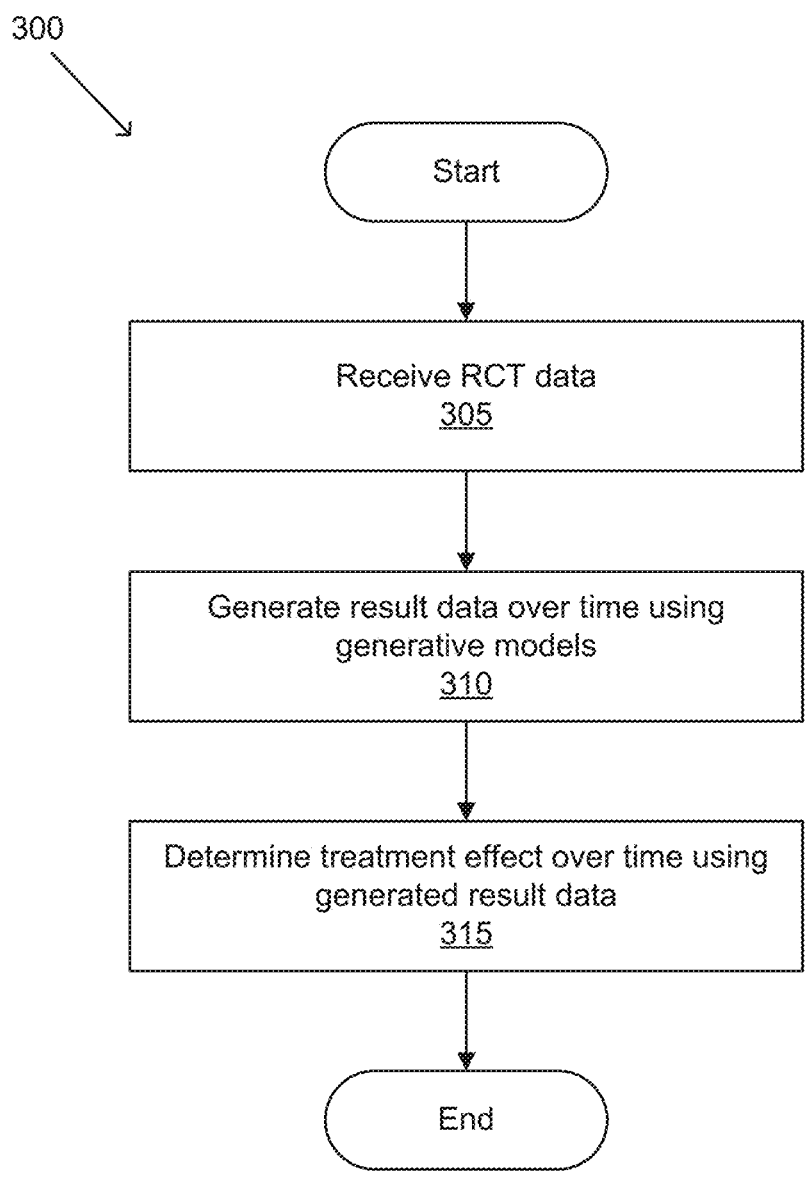 300
Start
Receive RCT data
305
Generate result data over time using
generative models
310
Determine treatment effect over time using
generated result data
315
End